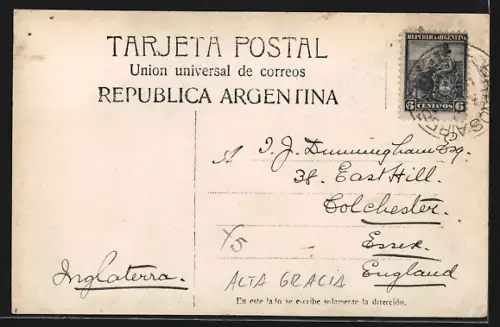 TARJETA POSTAL
Union universal de correos
REPUBLICA ARGENTINA
REPUBLICA ARGENTINA
6 CENTAVOS 6
T. J. Dunningham Esq.
38. East Hill.
Colchester.
Essex.
England
Inglaterra.
X5
ALTA GRACIA
En este lado se escribe solamente la dirección.